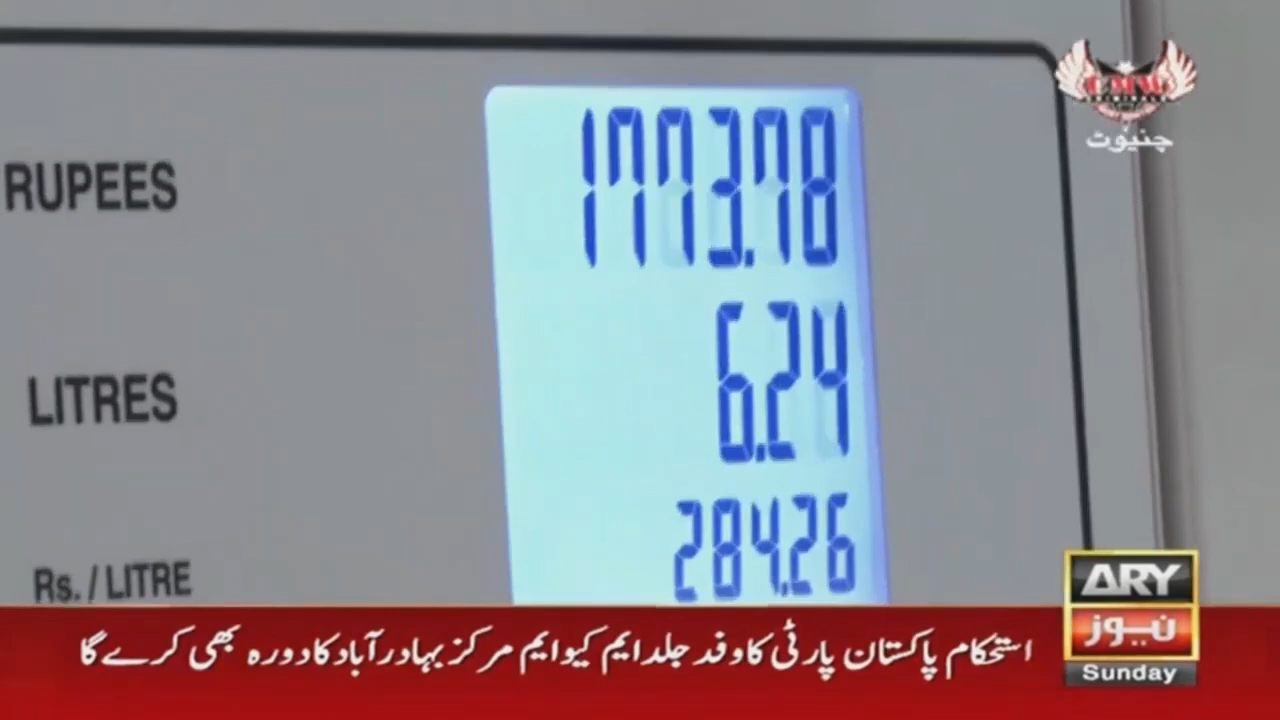 RUPEES 1773.78
LITRES 6.24
Rs. / LITRE 284.26
چنیوٹ
ARY
نیوز
Sunday
استحکام پاکستان پارٹی کا وفد جلد ایم کیو ایم مرکز بہادر آباد کا دورہ بھی کرے گا